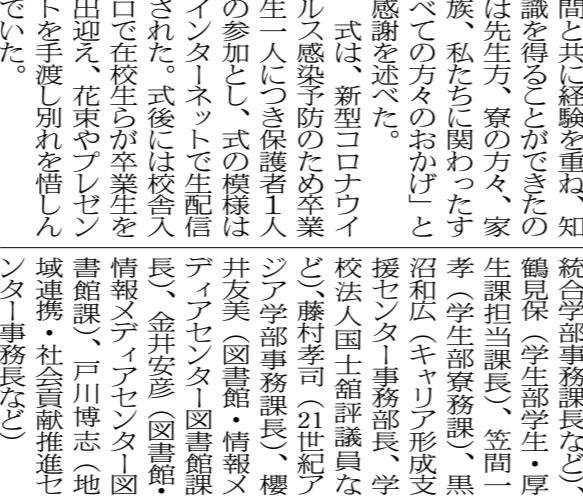 間と共に経験を重ね、知
識を得ることができたの
は先生方、寮の方々、家
族、私たちに関わったす
べての方々のおかげ」と
感謝を述べた。
式は、新型コロナウイ
ルス感染予防のため卒業
生一人につき保護者1人
の参加とし、式の模様は
インターネットで生配信
された。式後には校舎入
口で在校生らが卒業生を
出迎え、花束やプレゼン
トを手渡し別れを惜しん
でいた。
統合学部事務課長など)、
鶴見保(学生部学生・厚
生課担当課長)、笠間一
孝(学生部寮務課)、黒
沼和広(キャリア形成支
援センター事務部長、学
校法人国士舘評議員な
ど)、藤村孝司(21世紀ア
ジア学部事務課長)、櫻
井友美(図書館・情報メ
ディアセンター図書館課
長)、金井安彦(図書館・
情報メディアセンター図
書館課)、戸川博志(地
域連携・社会貢献推進セ
ンター事務長など)